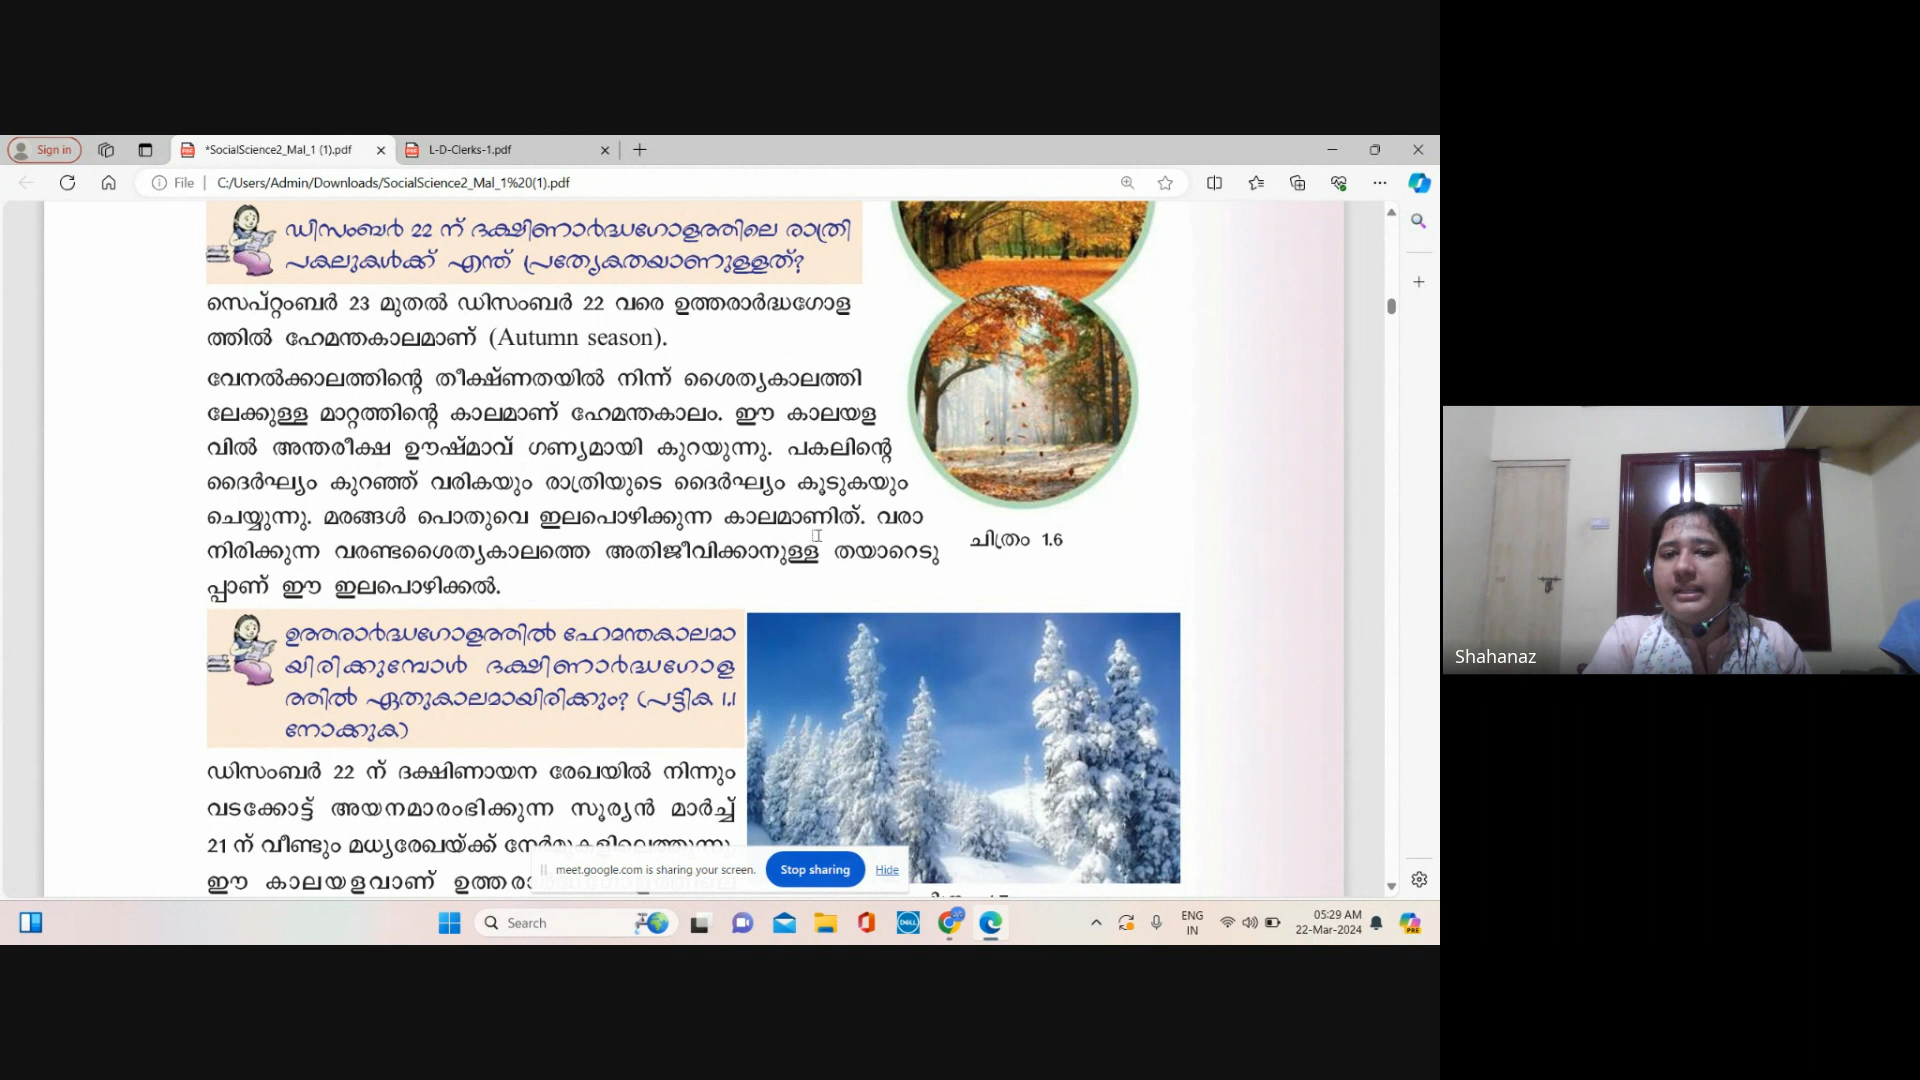 Sign in
*SocialScience2_Mal_1 (1).pdf
L-D-Clerks-1.pdf
File
C:/Users/Admin/Downloads/SocialScience2_Mal_1%20(1).pdf
ഡിസംബർ 22 ന് ദക്ഷിണാർദ്ധഗോളത്തിലെ രാത്രി
പകലുകൾക്ക് എന്ത് പ്രത്യേകതയാണുള്ളത്?
സെപ്റ്റംബർ 23 മുതൽ ഡിസംബർ 22 വരെ ഉത്തരാർദ്ധഗോള
ത്തിൽ ഹേമന്തകാലമാണ് (Autumn season).
വേനൽക്കാലത്തിന്റെ തീക്ഷ്ണതയിൽ നിന്ന് ശൈത്യകാലത്തി
ലേക്കുള്ള മാറ്റത്തിന്റെ കാലമാണ് ഹേമന്തകാലം. ഈ കാലയള
വിൽ അന്തരീക്ഷ ഊഷ്മാവ് ഗണ്യമായി കുറയുന്നു. പകലിന്റെ
ദൈർഘ്യം കുറഞ്ഞ് വരികയും രാത്രിയുടെ ദൈർഘ്യം കൂടുകയും
ചെയ്യുന്നു. മരങ്ങൾ പൊതുവെ ഇലപൊഴിക്കുന്ന കാലമാണിത്. വരാ
നിരിക്കുന്ന വരണ്ടശൈത്യകാലത്തെ അതിജീവിക്കാനുള്ള തയാറെടു
പ്പാണ് ഈ ഇലപൊഴിക്കൽ.
ചിത്രം 1.6
ഉത്തരാർദ്ധഗോളത്തിൽ ഹേമന്തകാലമാ
യിരിക്കുമ്പോൾ ദക്ഷിണാർദ്ധഗോള
ത്തിൽ ഏതുകാലമായിരിക്കും? (പട്ടിക 1.1
നോക്കുക)
ഡിസംബർ 22 ന് ദക്ഷിണായന രേഖയിൽ നിന്നും
വടക്കോട്ട് അയനമാരംഭിക്കുന്ന സൂര്യൻ മാർച്ച്
21 ന് വീണ്ടും മധ്യരേഖയ്ക്ക് നേർമുകളിലെത്തുന്നു.
ഈ കാലയളവാണ്
meet.google.com is sharing your screen.
Stop sharing
Hide
Shahanaz
Search
ENG
IN
05:29 AM
22-Mar-2024